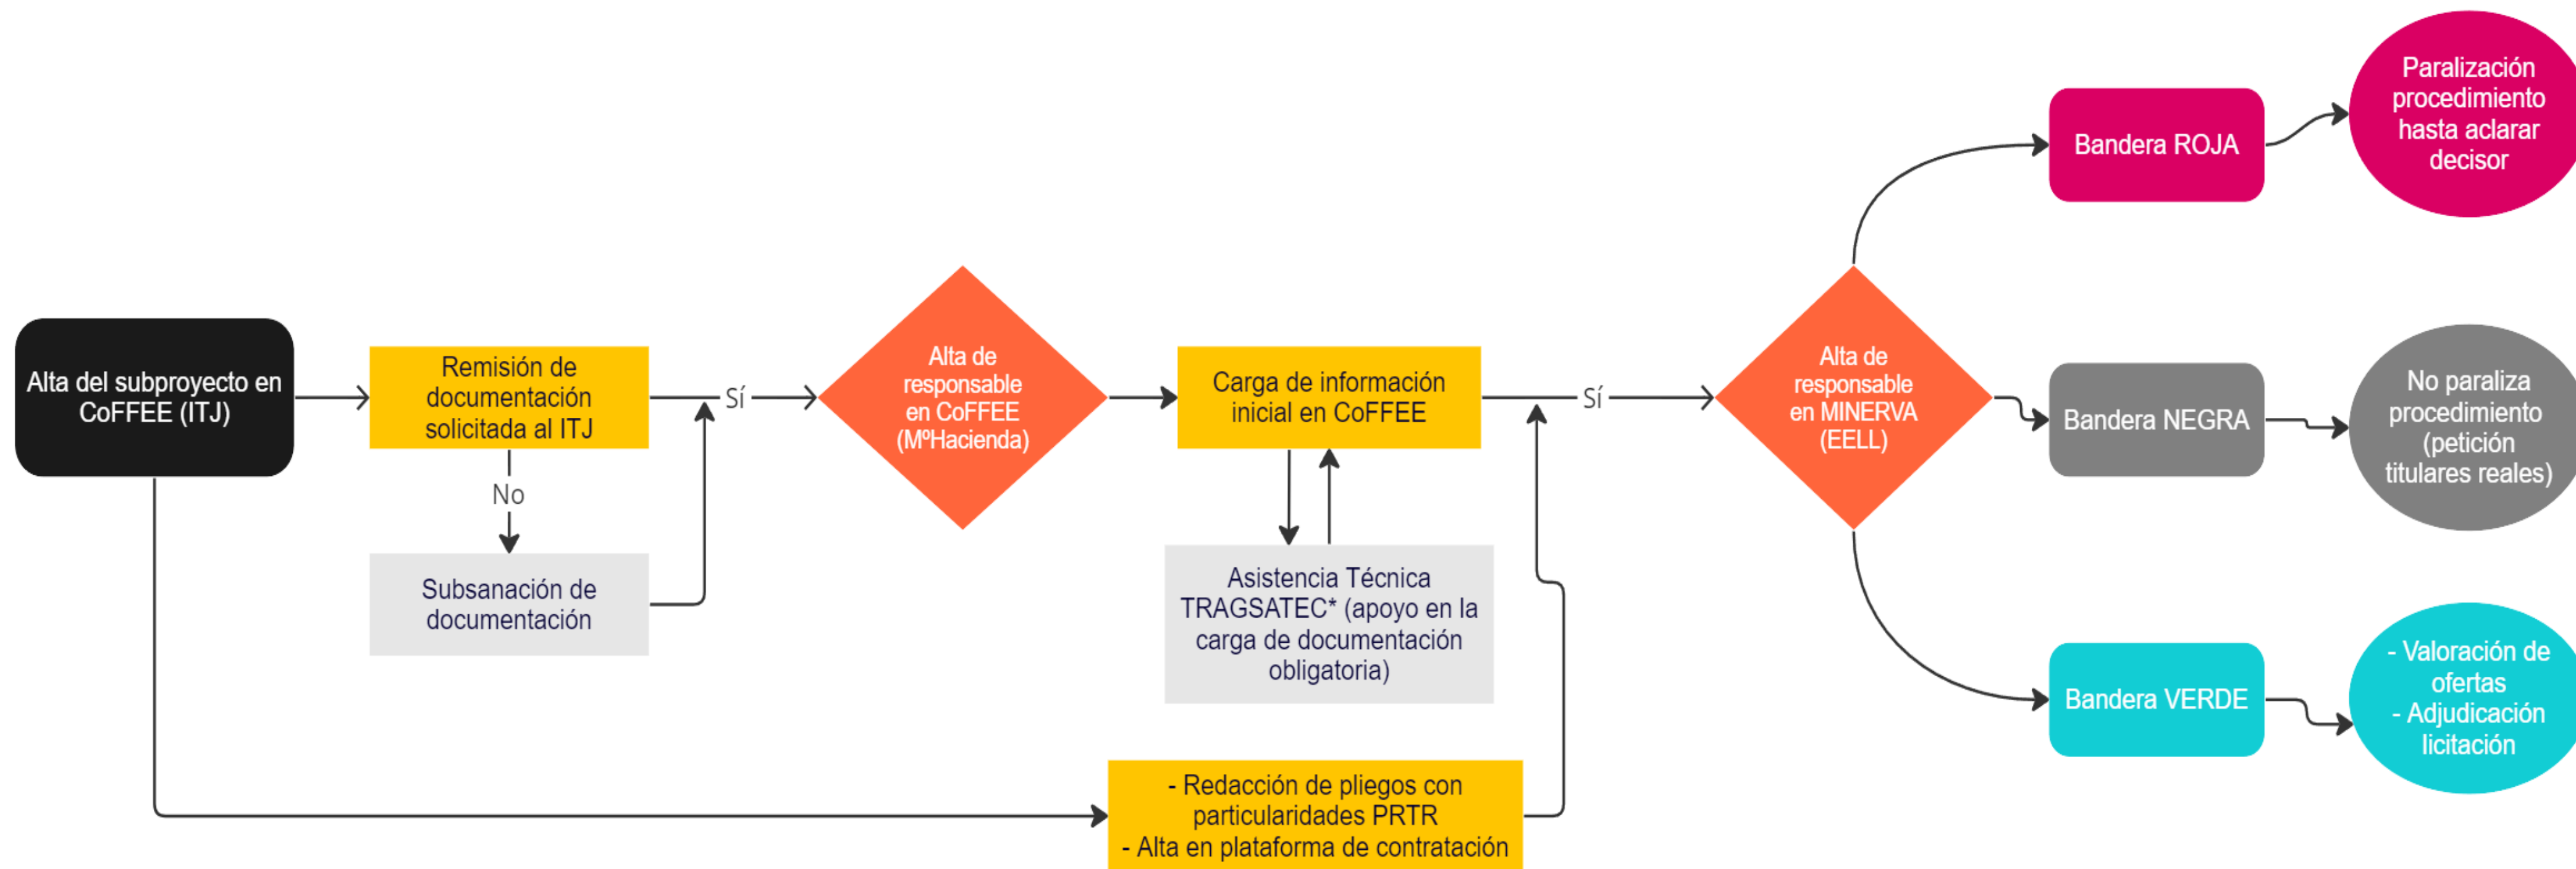 Alta del subproyecto en
CoFFEE (ITJ)
Remisión de
documentación
solicitada al ITJ
No
Subsanación de
documentación
Sí
Alta de
responsable
en CoFFEE
(MºHacienda)
Carga de información
inicial en CoFFEE
Asistencia Técnica
TRAGSATEC* (apoyo en la
carga de documentación
obligatoria)
- Redacción de pliegos con
particularidades PRTR
- Alta en plataforma de contratación
Sí
Alta de
responsable
en MINERVA
(EELL)
Bandera ROJA
Paralización
procedimiento
hasta aclarar
decisor
Bandera NEGRA
No paraliza
procedimiento
(petición
titulares reales)
Bandera VERDE
- Valoración de
ofertas
- Adjudicación
licitación